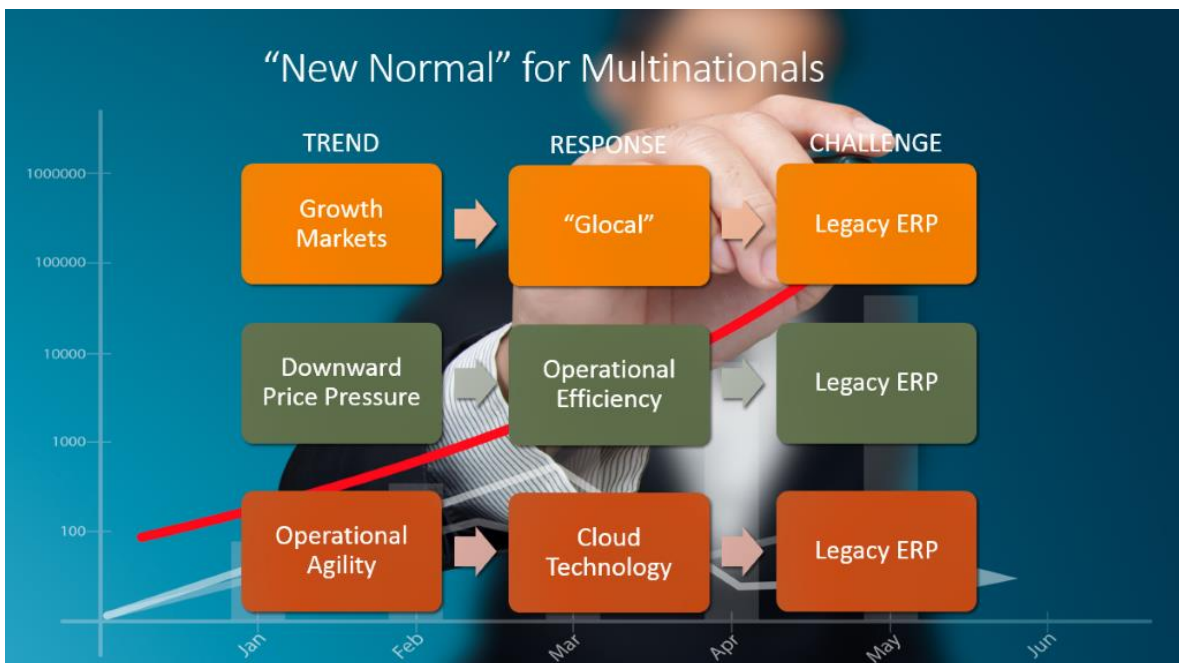 “New Normal” for Multinationals
TREND
RESPONSE
CHALLENGE
Growth
Markets
“Glocal”
Legacy ERP
Downward
Price Pressure
Operational
Efficiency
Legacy ERP
Operational
Agility
Cloud
Technology
Legacy ERP
1000000
100000
10000
1000
100
Jan
Feb
Mar
Apr
May
Jun